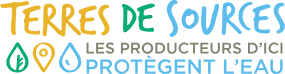 TERRES DE SOURCES
LES PRODUCTEURS D'ICI
PROTÈGENT L'EAU